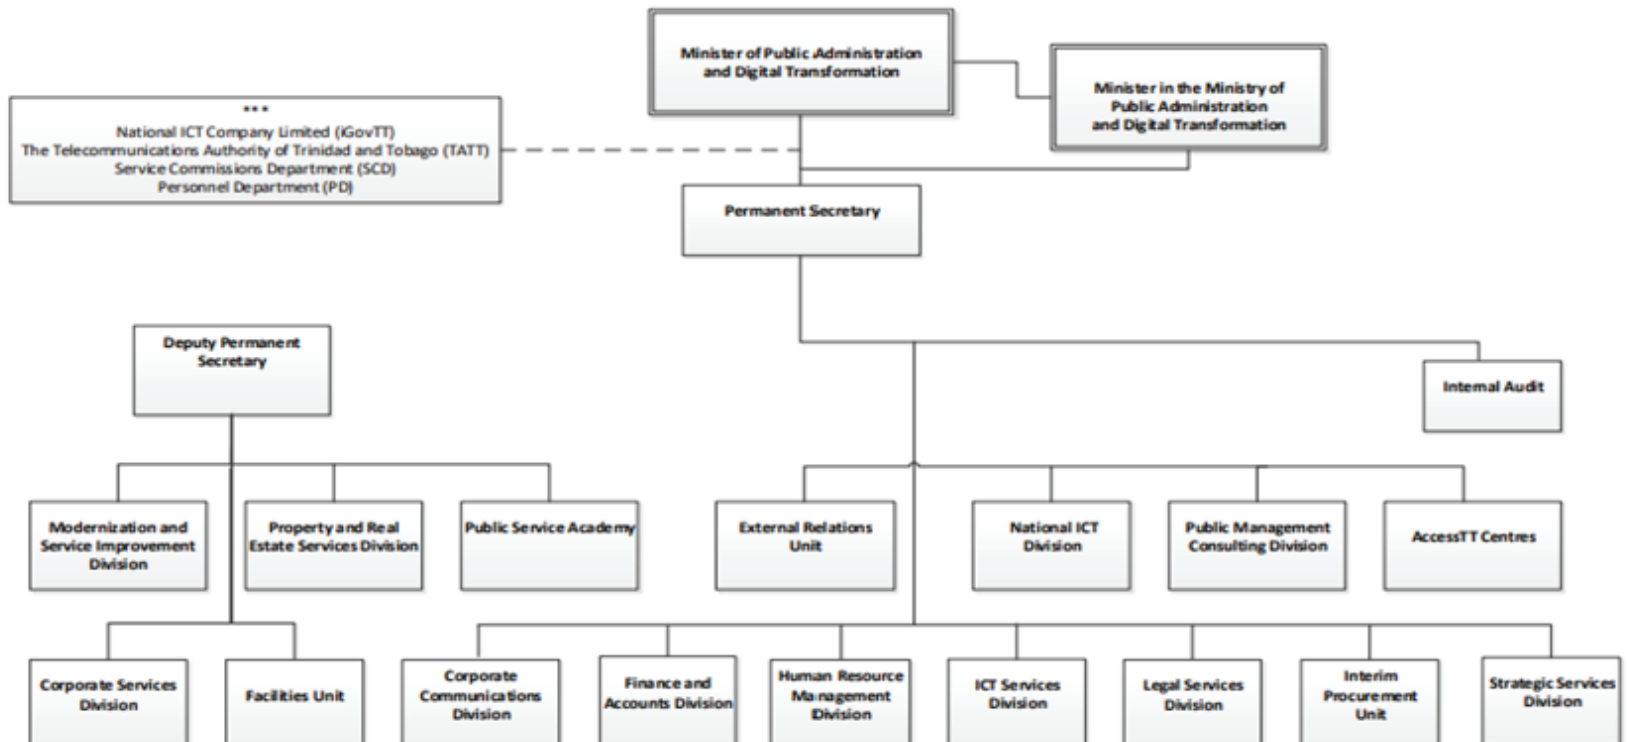 Minister of Public Administration
and Digital Transformation
Minister in the Ministry of
Public Administration
and Digital Transformation
***
National ICT Company Limited (iGovTT)
The Telecommunications Authority of Trinidad and Tobago (TATT)
Service Commissions Department (SCD)
Personnel Department (PD)
Permanent Secretary
Deputy Permanent
Secretary
Internal Audit
Modernization and
Service Improvement
Division
Property and Real
Estate Services Division
Public Service Academy
External Relations
Unit
National ICT
Division
Public Management
Consulting Division
AccessTT Centres
Corporate Services
Division
Facilities Unit
Corporate
Communications
Division
Finance and
Accounts Division
Human Resource
Management
Division
ICT Services
Division
Legal Services
Division
Interim
Procurement
Unit
Strategic Services
Division